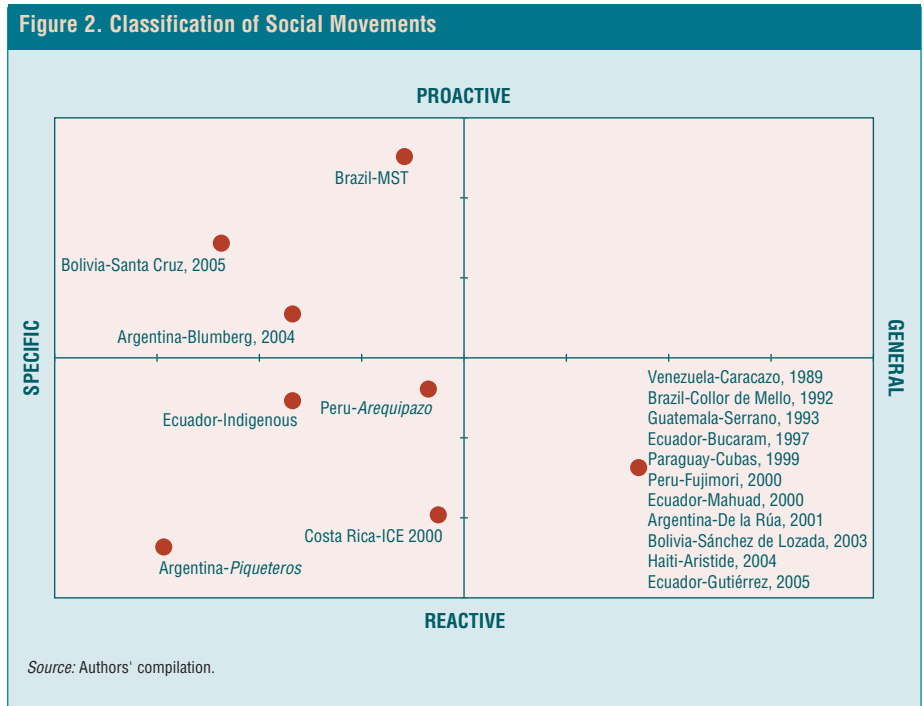 Figure 2. Classification of Social Movements
PROACTIVE
Brazil-MST
Bolivia-Santa Cruz, 2005
Argentina-Blumberg, 2004
SPECIFIC
GENERAL
Ecuador-Indigenous
Peru-Arequipazo
Costa Rica-ICE 2000
Argentina-Piqueteros
Venezuela-Caracazo, 1989
Brazil-Collor de Mello, 1992
Guatemala-Serrano, 1993
Ecuador-Bucaram, 1997
Paraguay-Cubas, 1999
Peru-Fujimori, 2000
Ecuador-Mahuad, 2000
Argentina-De la Rúa, 2001
Bolivia-Sánchez de Lozada, 2003
Haiti-Aristide, 2004
Ecuador-Gutiérrez, 2005
REACTIVE
Source: Authors' compilation.